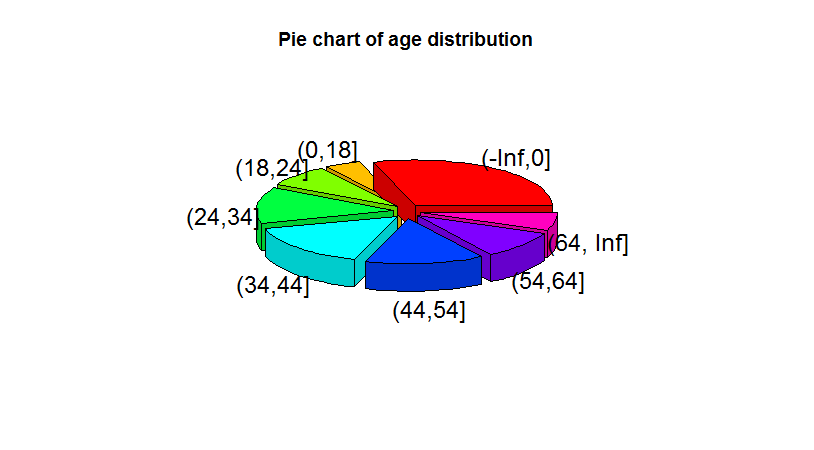 Pie chart of age distribution
(0,18]
(-Inf,0]
(18,24]
(24,34]
(64, Inf]
(34,44]
(54,64]
(44,54]